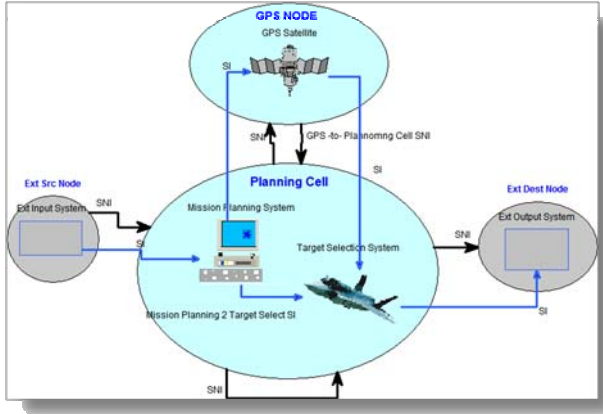 GPS NODE
GPS Satellite
SI
SNI
GPS -to- Plannomng Cell SNI
Planning Cell
SI
Ext Src Node
Ext Dest Node
SNI
Ext Input System
Mission Planning System
Ext Output System
SI
Target Selection System
SNI
Mission Planning 2 Target Select SI
SI
SNI